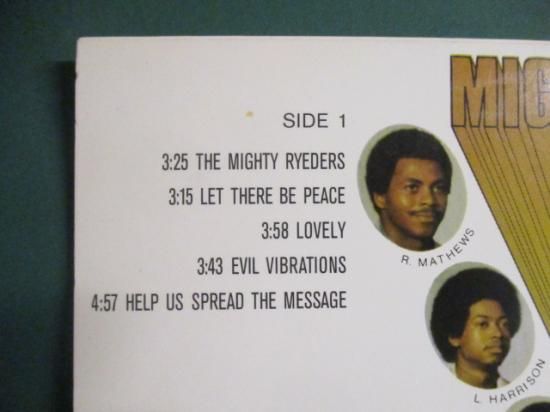 MIG
SIDE 1
3:25 THE MIGHTY RYEDERS
3:15 LET THERE BE PEACE
3:58 LOVELY
3:43 EVIL VIBRATIONS
4:57 HELP US SPREAD THE MESSAGE
R. MATHEWS
L. HARRISON